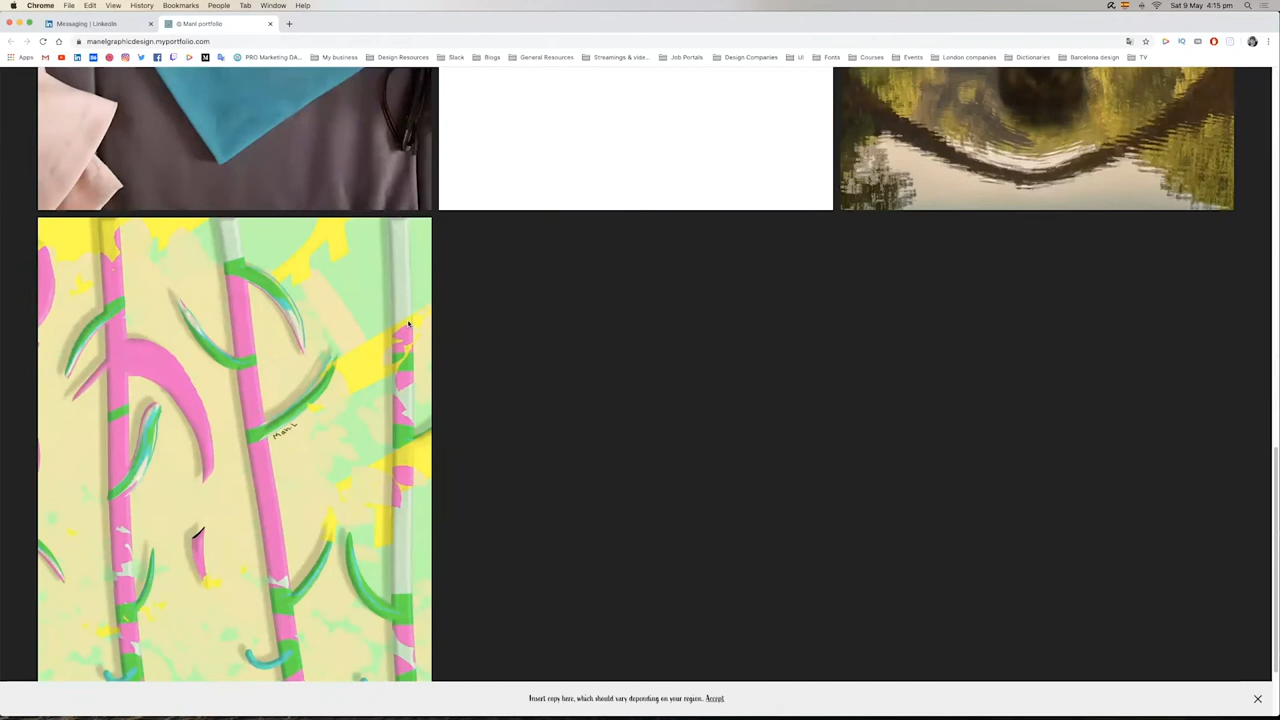 Chrome File Edit View History Bookmarks People Tab Window Help
Sat 9 May 4:15 pm
Messaging | LinkedIn
© Manl portfolio
manelgraphicdesign.myportfolio.com
Apps
PRO Marketing DA...
My business
Design Resources
Slack
Blogs
General Resources
Streamings & vide...
Job Portals
Design Companies
UI
Fonts
Courses
Events
London companies
Dictionaries
Barcelona design
TV
Man L
Insert copy here, which should vary depending on your region. Accept